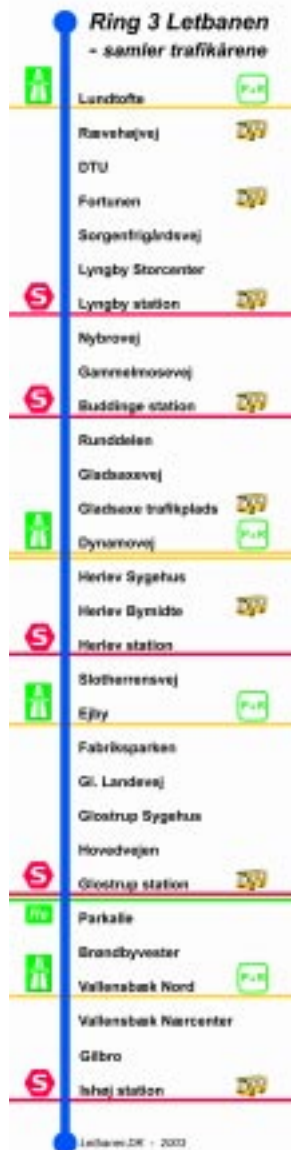 Ring 3 Letbanen
- samler trafikårene
Lundtofte P+R
Rævehøjvej
DTU
Fortunen
Sorgenfrigårdsvej
Lyngby Storcenter
S Lyngby station
Nybrovej
Gammelmosevej
S Buddinge station
Runddelen
Gladsaxevej
Gladsaxe trafikplads
Dynamovej P+R
Herlev Sygehus
Herlev Bymidte
S Herlev station
Slotherrensvej
Ejby P+R
Fabriksparken
Gl. Landevej
Glostrup Sygehus
Hovedvejen
S Glostrup station
Parkalle
Brøndbyvester
Vallensbæk Nord P+R
Vallensbæk Nærcenter
Gilbro
S Ishøj station
Letbaner.DK - 2003